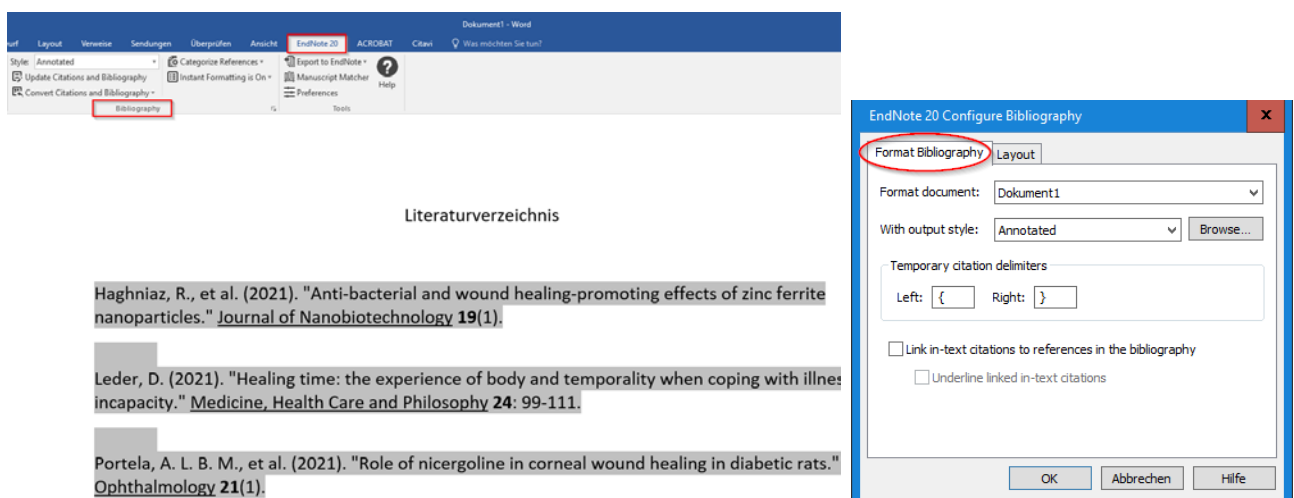 Dokument1 - Word
urf Layout Verweise Sendungen Überprüfen Ansicht EndNote 20 ACROBAT Citavi Was möchten Sie tun?
Style: Annotated
Categorize References
Export to EndNote
Update Citations and Bibliography
Instant Formatting is On
Manuscript Matcher
Convert Citations and Bibliography
Preferences
Help
Bibliography
Tools
Literaturverzeichnis
Haghniaz, R., et al. (2021). "Anti-bacterial and wound healing-promoting effects of zinc ferrite
nanoparticles." Journal of Nanobiotechnology 19(1).
Leder, D. (2021). "Healing time: the experience of body and temporality when coping with illnes
incapacity." Medicine, Health Care and Philosophy 24: 99-111.
Portela, A. L. B. M., et al. (2021). "Role of nicergoline in corneal wound healing in diabetic rats."
Ophthalmology 21(1).
EndNote 20 Configure Bibliography
x
Format Bibliography Layout
Format document: Dokument1
With output style: Annotated Browse...
Temporary citation delimiters
Left: { Right: }
Link in-text citations to references in the bibliography
Underline linked in-text citations
OK Abbrechen Hilfe